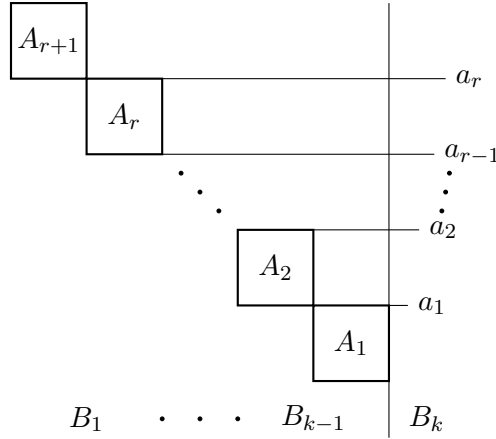 A_{r+1}
a_r
A_r
a_{r-1}
a_2
A_2
a_1
A_1
B_1 · · · B_{k-1} B_k